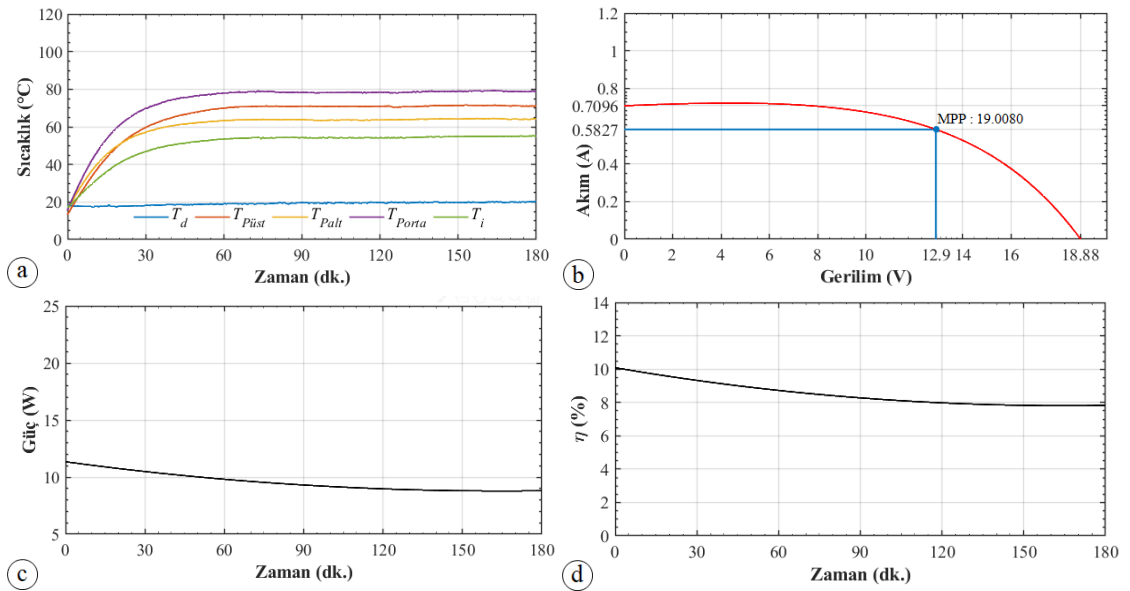 120
100
80
60
40
20
0
Sıcaklık (°C)
T_d T_Püst T_Palt T_Porta T_i
0 30 60 90 120 150 180
Zaman (dk.)
a
1.2
1
0.8
0.7096
0.5827
0.4
0.2
0
Akım (A)
MPP : 19.0080
0 2 4 6 8 10 12.9 14 16 18.88
Gerilim (V)
b
25
20
15
10
5
Güç (W)
0 30 60 90 120 150 180
Zaman (dk.)
c
14
12
10
8
6
4
2
0
η (%)
0 30 60 90 120 150 180
Zaman (dk.)
d